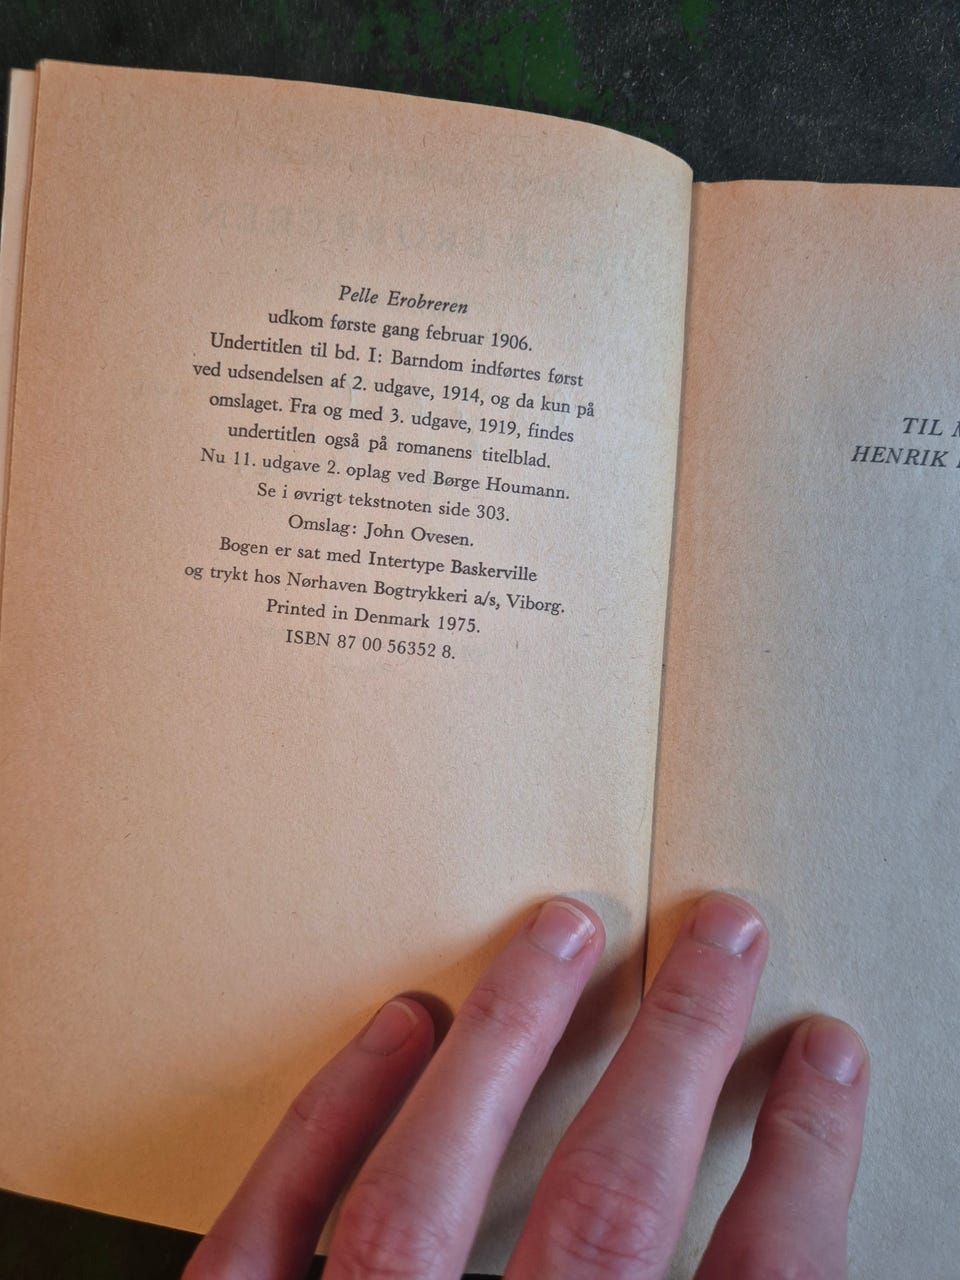 Pelle Erobreren
udkom første gang februar 1906.
Undertitlen til bd. I: Barndom indførtes først
ved udsendelsen af 2. udgave, 1914, og da kun på
omslaget. Fra og med 3. udgave, 1919, findes
undertitlen også på romanens titelblad.
Nu 11. udgave 2. oplag ved Børge Houmann.
Se i øvrigt tekstnoten side 303.
Omslag: John Ovesen.
Bogen er sat med Intertype Baskerville
og trykt hos Nørhaven Bogtrykkeri a/s, Viborg.
Printed in Denmark 1975.
ISBN 87 00 56352 8.
TIL
HENRIK